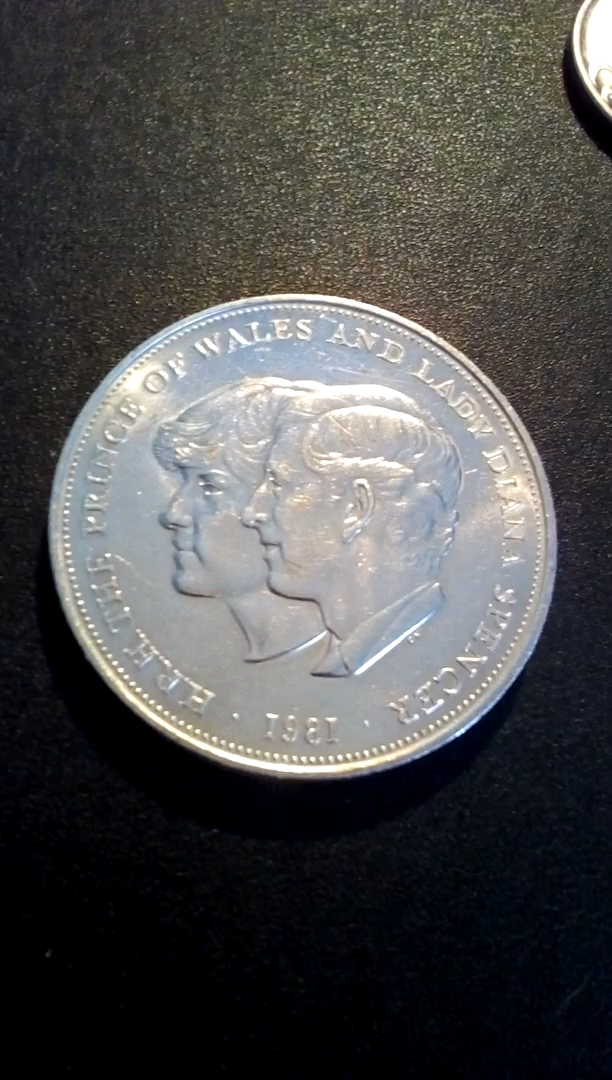 H.R.H. THE PRINCE OF WALES AND LADY DIANA SPENCER
· 1981 ·